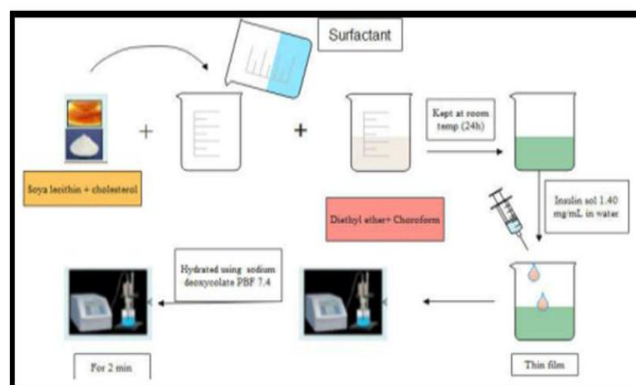 Surfactant
Kept at room
temp (24h)
Soya lecithin + cholesterol
+
+
Diethyl ether+ Choroform
Insulin sol 1.40
mg/mL in water
Hydrated using sodium
deoxycolate PBF 7.4
For 2 min
Thin film